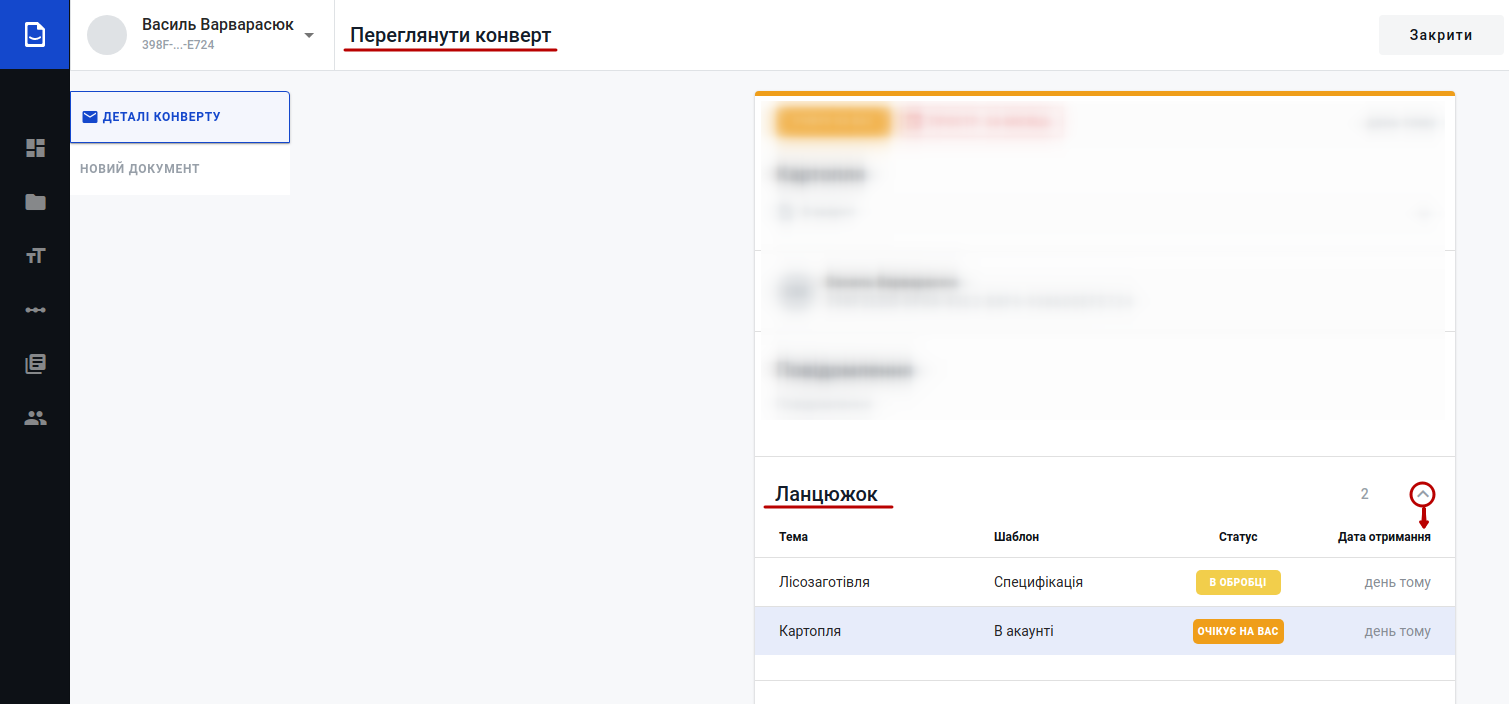 Василь Варварасюк
398F-...-E724
Переглянути конверт
Закрити
ДЕТАЛІ КОНВЕРТУ
НОВИЙ ДОКУМЕНТ
Ланцюжок 2
Тема Шаблон Статус Дата отримання
Лісозаготівля Специфікація В ОБРОБЦІ день тому
Картопля В акаунті ОЧІКУЄ НА ВАС день тому